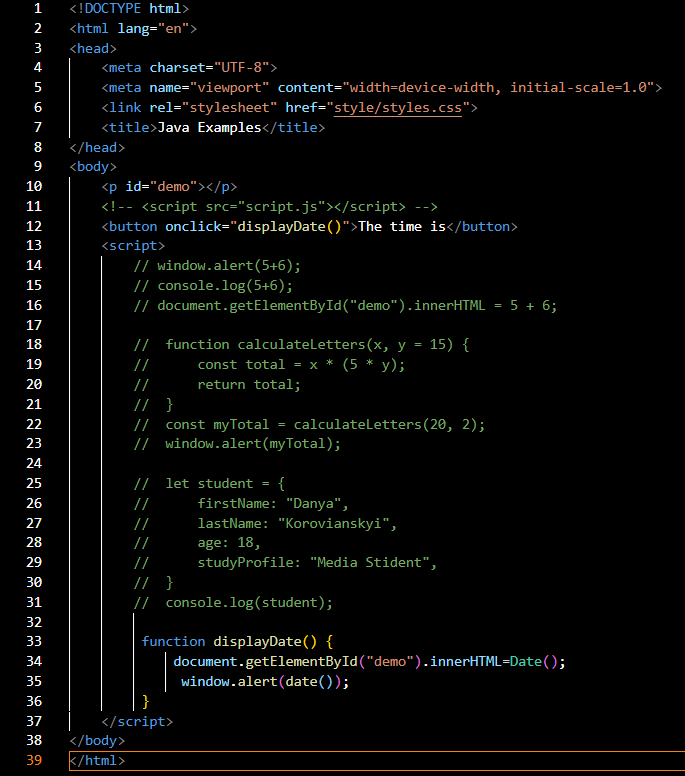 1 <!DOCTYPE html>
2 <html lang="en">
3 <head>
4     <meta charset="UTF-8">
5     <meta name="viewport" content="width=device-width, initial-scale=1.0">
6     <link rel="stylesheet" href="style/styles.css">
7     <title>Java Examples</title>
8 </head>
9 <body>
10     <p id="demo"></p>
11     <!-- <script src="script.js"></script> -->
12     <button onclick="displayDate()">The time is</button>
13     <script>
14         // window.alert(5+6);
15         // console.log(5+6);
16         // document.getElementById("demo").innerHTML = 5 + 6;
17
18         //  function calculateLetters(x, y = 15) {
19         //      const total = x * (5 * y);
20         //      return total;
21         //  }
22         //  const myTotal = calculateLetters(20, 2);
23         //  window.alert(myTotal);
24
25         //  let student = {
26         //      firstName: "Danya",
27         //      lastName: "Korovianskyi",
28         //      age: 18,
29         //      studyProfile: "Media Stident",
30         //  }
31         //  console.log(student);
32
33          function displayDate() {
34              document.getElementById("demo").innerHTML=Date();
35               window.alert(date());
36          }
37     </script>
38 </body>
39 </html>